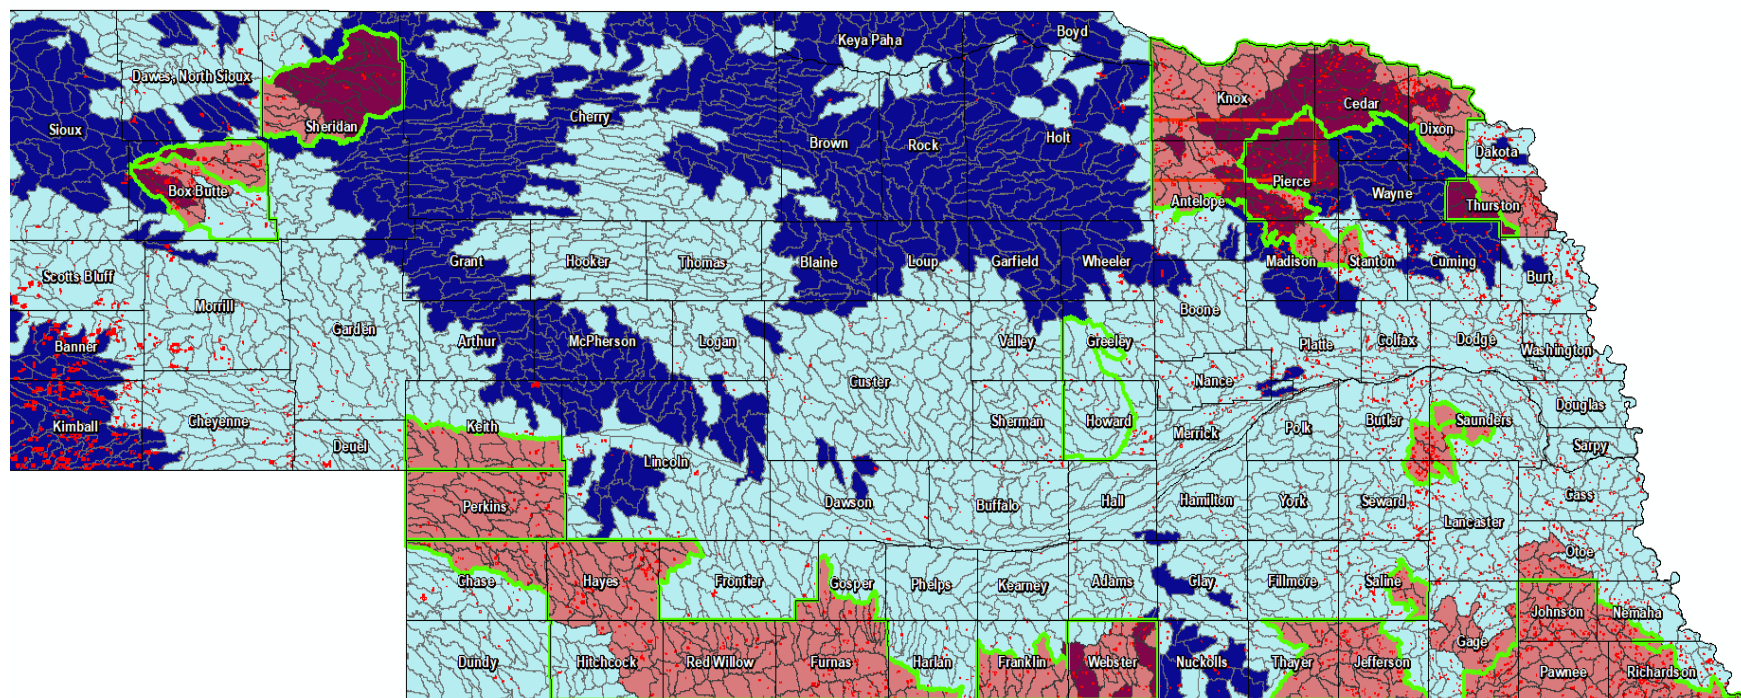 Keya Paha
Boyd
Dawes, North Sioux
Knox
Cedar
Sioux
Sheridan
Cherry
Brown
Rock
Holt
Dixon
Dakota
Box Butte
Pierce
Wayne
Antelope
Thurston
Scotts Bluff
Grant
Hooker
Thomas
Blaine
Loup
Garfield
Wheeler
Madison
Stanton
Cuming
Burt
Morrill
Garden
Boone
Banner
Arthur
McPherson
Logan
Valley
Greeley
Platte
Colfax
Dodge
Washington
Custer
Nance
Kimball
Cheyenne
Keith
Sherman
Howard
Merrick
Polk
Butler
Saunders
Douglas
Deuel
Lincoln
Sarpy
Perkins
Dawson
Buffalo
Hall
Hamilton
York
Seward
Cass
Lancaster
Otoe
Chase
Hayes
Frontier
Gosper
Phelps
Kearney
Adams
Clay
Fillmore
Saline
Johnson
Nemaha
Gage
Dundy
Hitchcock
Red Willow
Furnas
Harlan
Franklin
Webster
Nuckolls
Thayer
Jefferson
Pawnee
Richardson